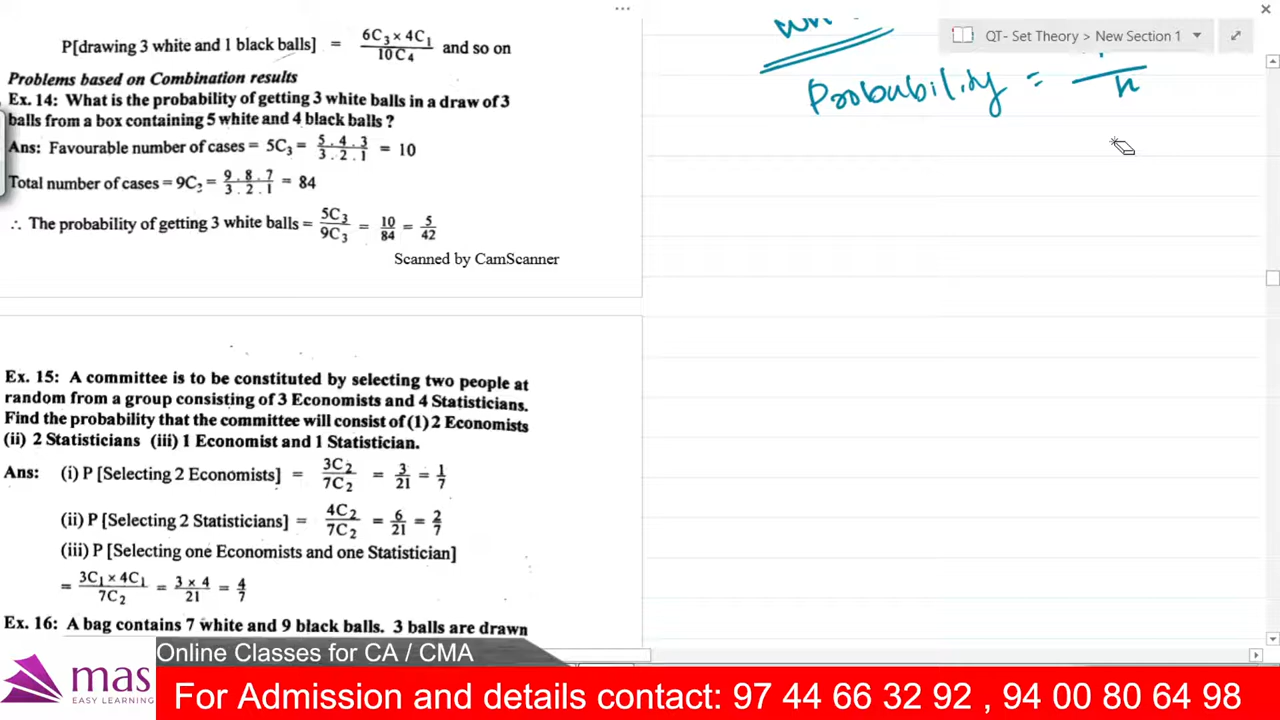 P[drawing 3 white and 1 black balls] = 6C3 × 4C1 / 10C4 and so on
Problems based on Combination results
Ex. 14: What is the probability of getting 3 white balls in a draw of 3
balls from a box containing 5 white and 4 black balls ?
Ans: Favourable number of cases = 5C3 = 5 . 4 . 3 / 3 . 2 . 1 = 10
Total number of cases = 9C3 = 9 . 8 . 7 / 3 . 2 . 1 = 84
∴ The probability of getting 3 white balls = 5C3 / 9C3 = 10 / 84 = 5 / 42
Scanned by CamScanner
Ex. 15: A committee is to be constituted by selecting two people at
random from a group consisting of 3 Economists and 4 Statisticians.
Find the probability that the committee will consist of (1) 2 Economists
(ii) 2 Statisticians (iii) 1 Economist and 1 Statistician.
Ans: (i) P [Selecting 2 Economists] = 3C2 / 7C2 = 3 / 21 = 1 / 7
(ii) P [Selecting 2 Statisticians] = 4C2 / 7C2 = 6 / 21 = 2 / 7
(iii) P [Selecting one Economists and one Statistician]
= 3C1 × 4C1 / 7C2 = 3 × 4 / 21 = 4 / 7
Ex. 16: A bag contains 7 white and 9 black balls. 3 balls are drawn
QT- Set Theory > New Section 1
Probability = / n
mas
EASY LEARNING
Online Classes for CA / CMA
For Admission and details contact: 97 44 66 32 92 , 94 00 80 64 98